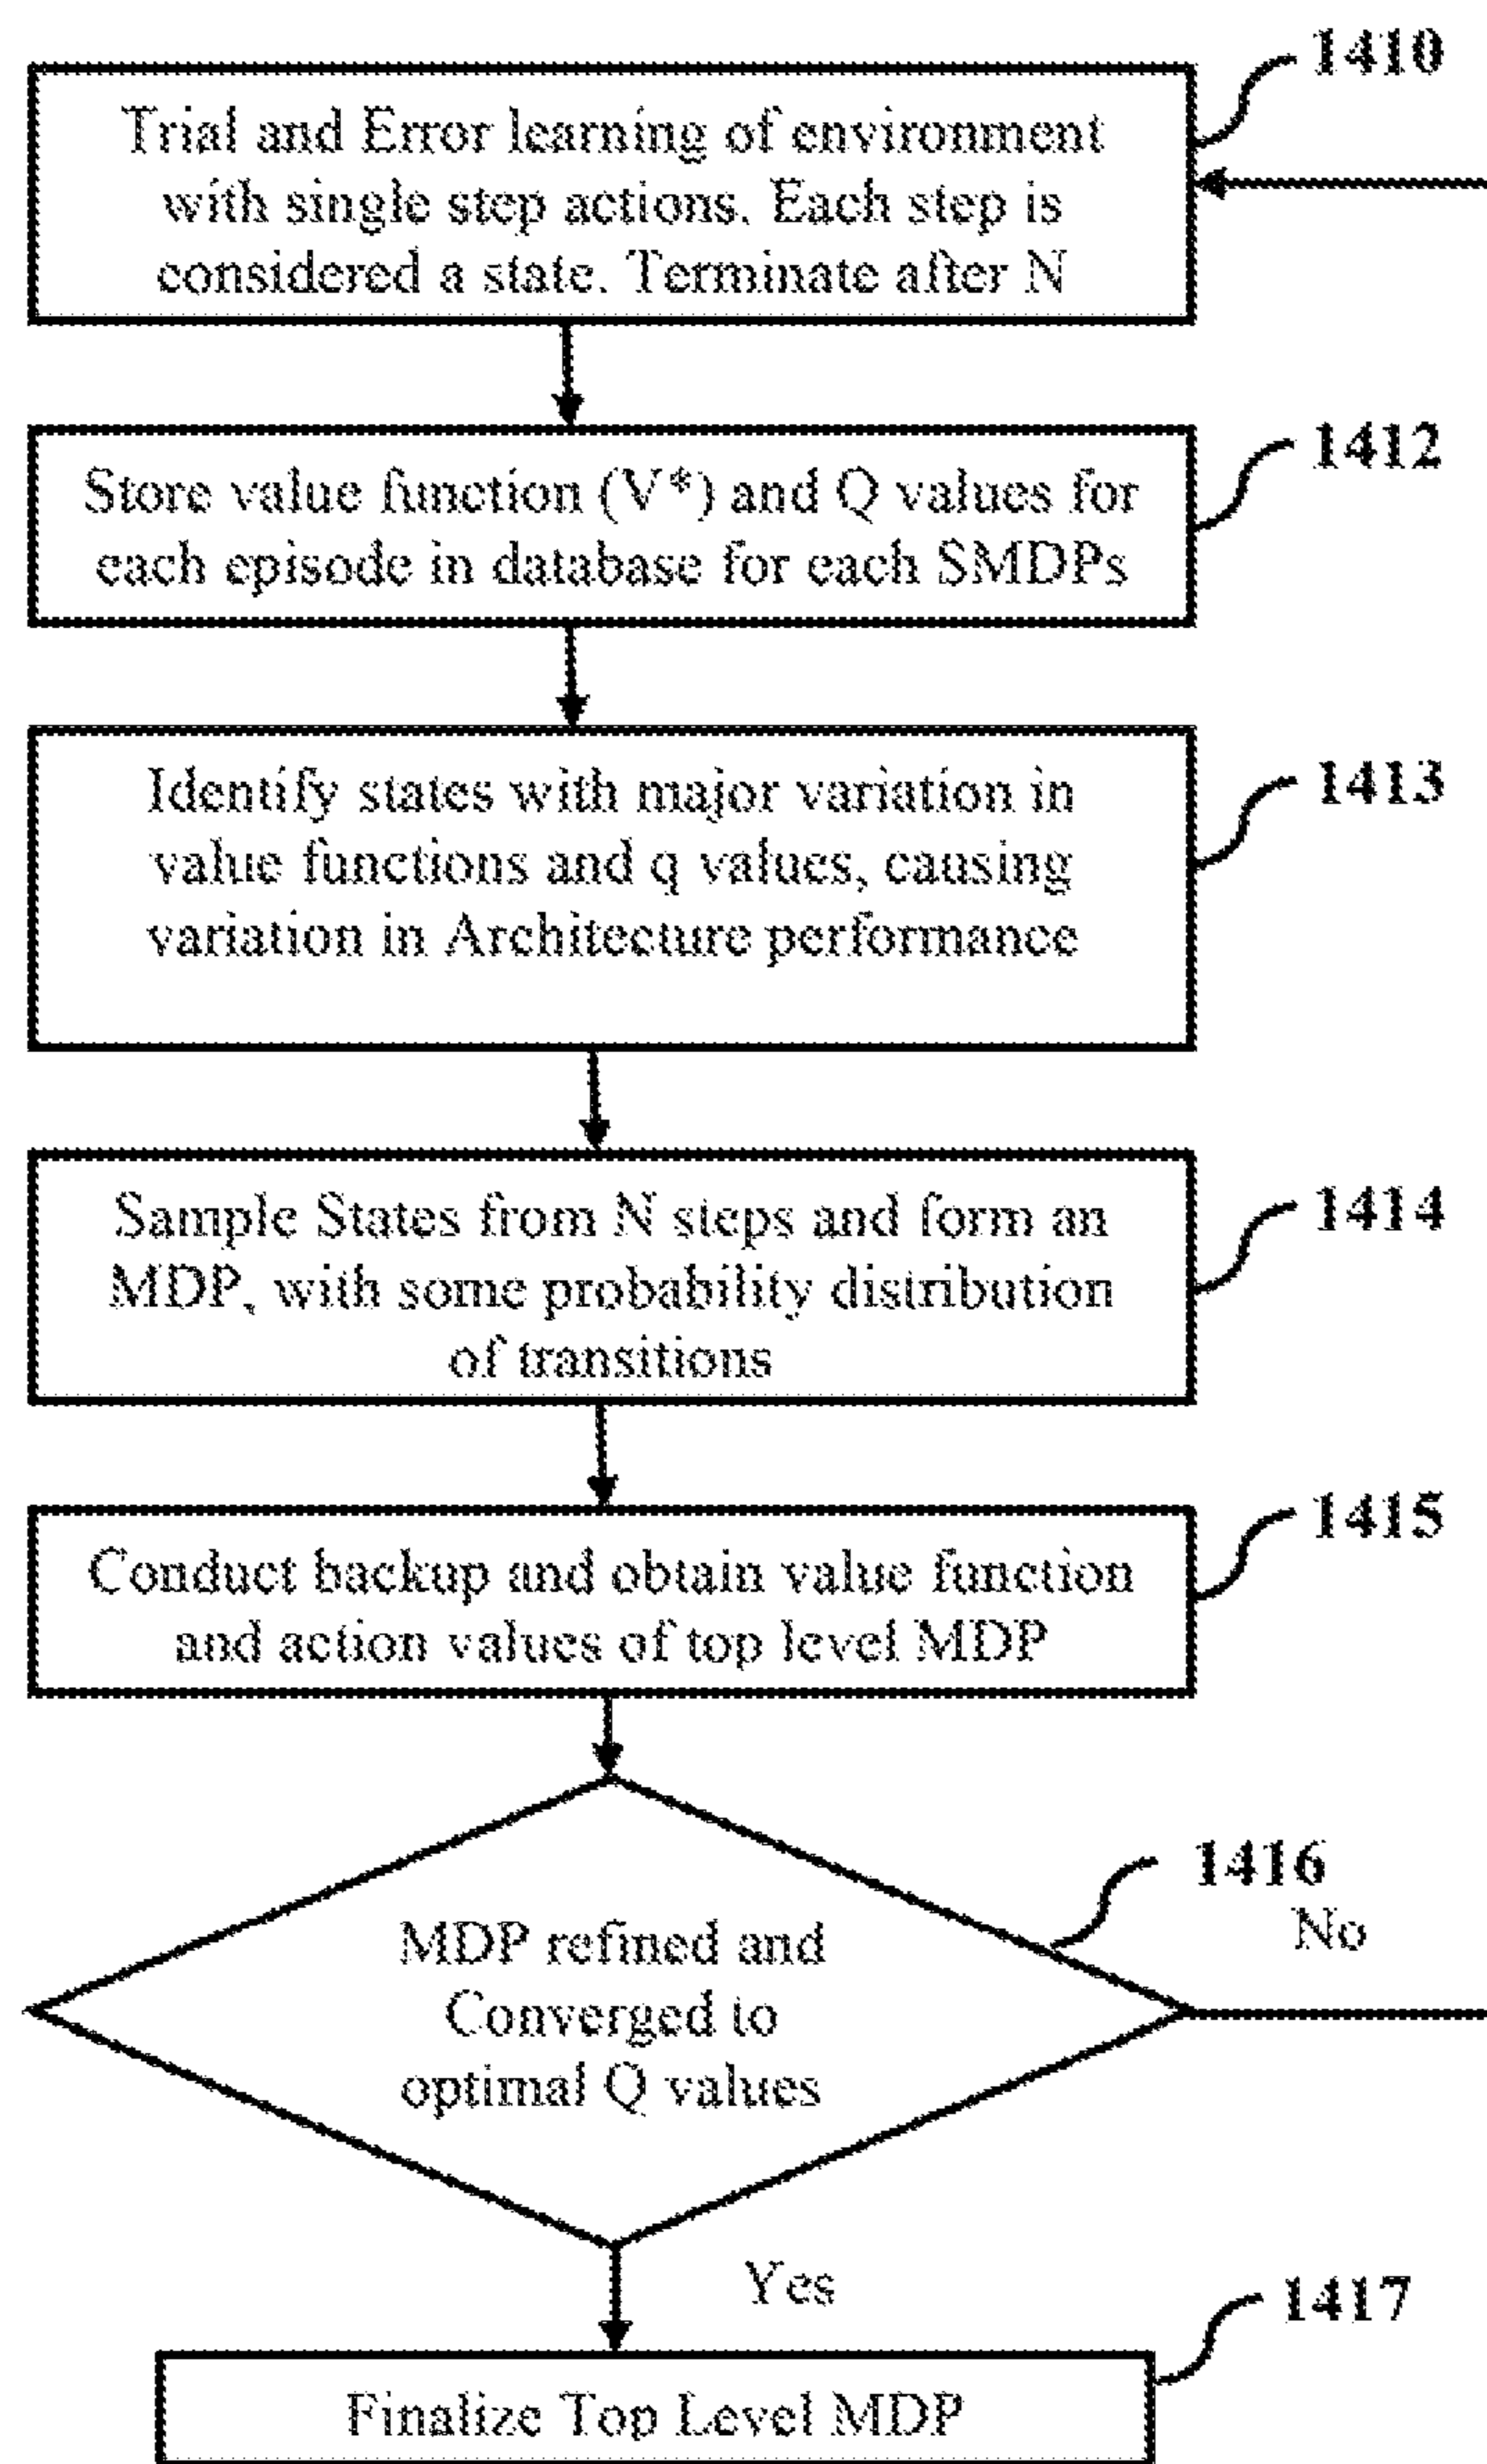 1410
Trial and Error learning of environment
with single step actions. Each step is
considered a state. Terminate after N
1412
Store value function (V*) and Q values for
each episode in database for each SMDPs
1413
Identify states with major variation in
value functions and q values, causing
variation in Architecture performance
1414
Sample States from N steps and form an
MDP, with some probability distribution
of transitions
1415
Conduct backup and obtain value function
and action values of top level MDP
1416
No
MDP refined and
Converged to
optimal Q values
Yes
1417
Finalize Top Level MDP